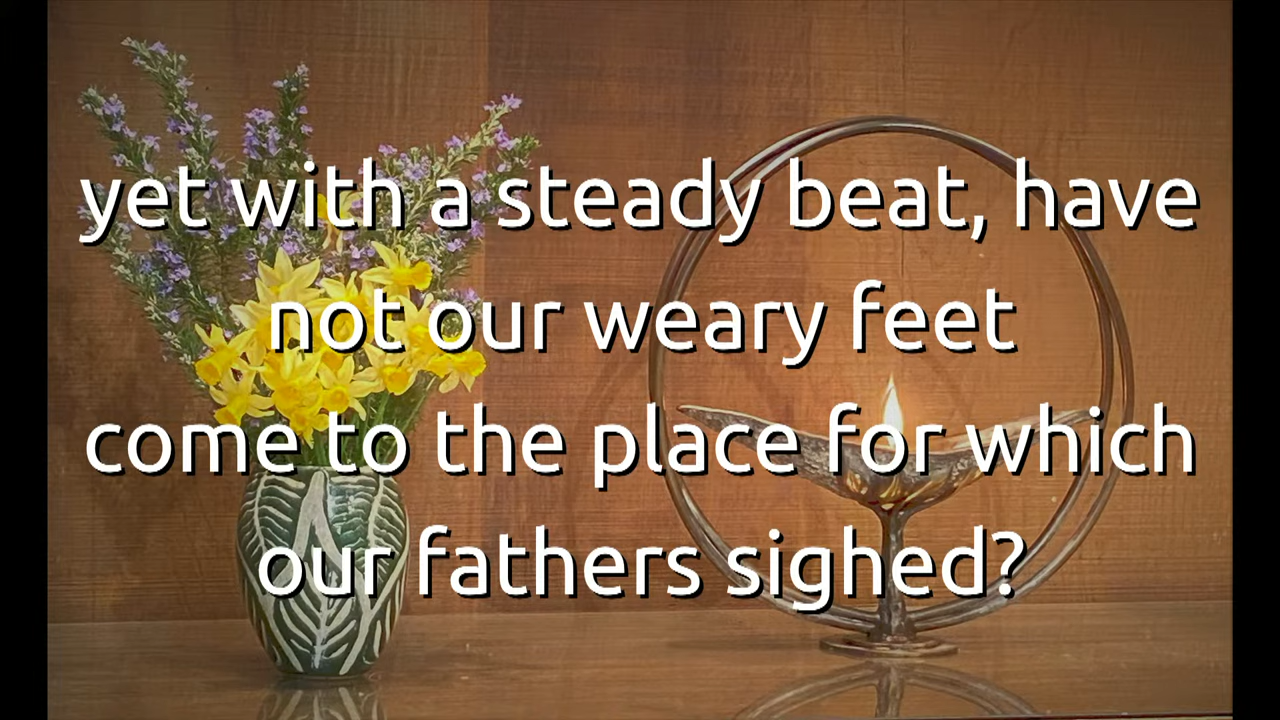 yet with a steady beat, have
not our weary feet
come to the place for which
our fathers sighed?